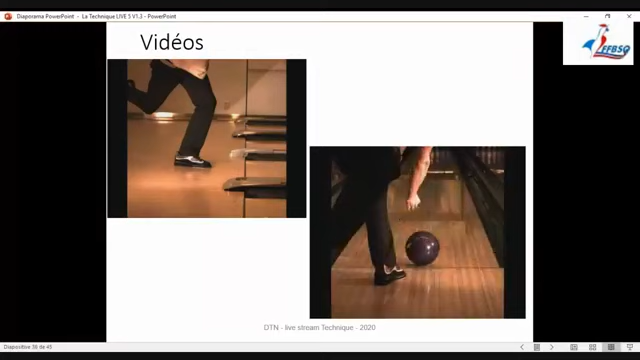 Diaporama PowerPoint - La Technique LIVE 5 V1.3 - PowerPoint
Vidéos
FFBSQ
DTN - live stream Technique - 2020
Diapositive 36 de 45